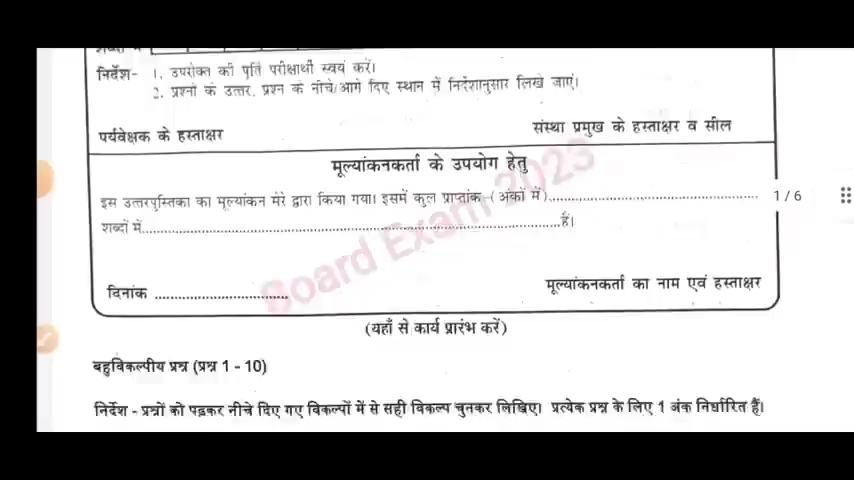 निर्देश- 1. उपरोक्त की पूर्ति परीक्षार्थी स्वयं करें।
2. प्रश्नों के उत्तर, प्रश्न के नीचे/आगे दिए स्थान में निर्देशानुसार लिखे जाएं।
पर्यवेक्षक के हस्ताक्षर संस्था प्रमुख के हस्ताक्षर व सील
मूल्यांकनकर्ता के उपयोग हेतु
इस उत्तरपुस्तिका का मूल्यांकन मेरे द्वारा किया गया। इसमें कुल प्राप्तांक-( अंकों में)............................................................
1 / 6
शब्दों में....................................................................................................है।
Board Exam 2023
दिनांक ..................................... मूल्यांकनकर्ता का नाम एवं हस्ताक्षर
(यहाँ से कार्य प्रारंभ करें)
बहुविकल्पीय प्रश्न (प्रश्न 1 - 10)
निर्देश - प्रश्नों को पढ़कर नीचे दिए गए विकल्पों में से सही विकल्प चुनकर लिखिए। प्रत्येक प्रश्न के लिए 1 अंक निर्धारित हैं।